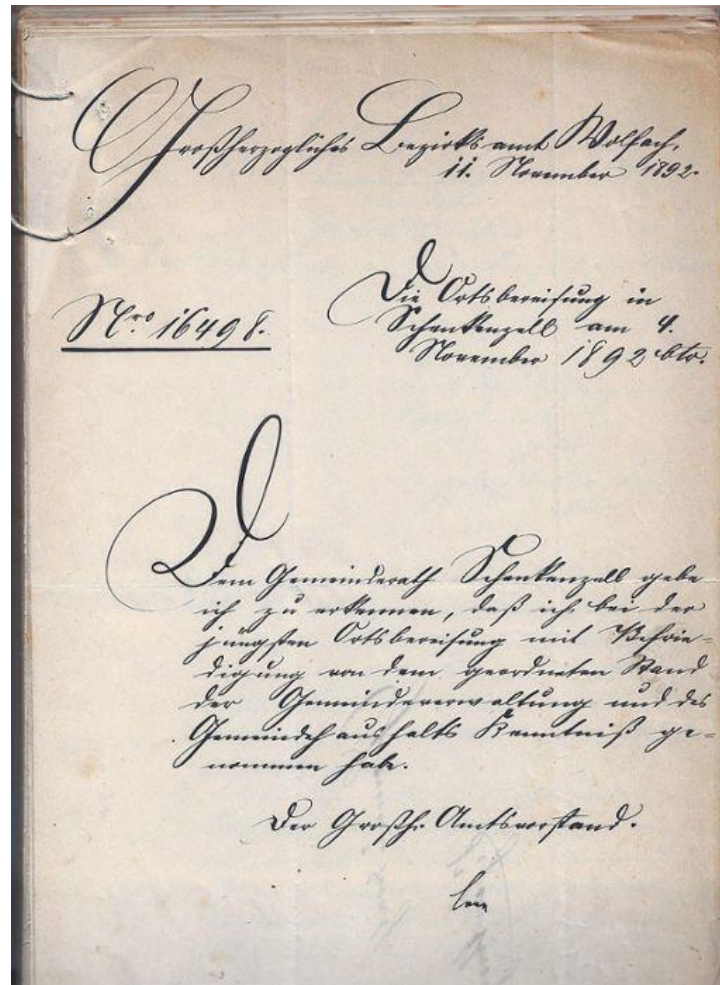 Großherzogliches Bezirksamt Wolfach,
11. November 1892.
Nro 16498.
Die Ortsbereisung in
Schenkenzell am 4.
November 1892 btr.
Dem Gemeinderath Schenkenzell gebe
ich zu erkennen, daß ich bei der
jüngsten Ortsbereisung mit Befrie-
digung von dem geordneten Stand
der Gemeindeverwaltung und des
Gemeindehaushalts Kenntniß ge-
nommen habe.
Der Großh. Amtsvorstand.